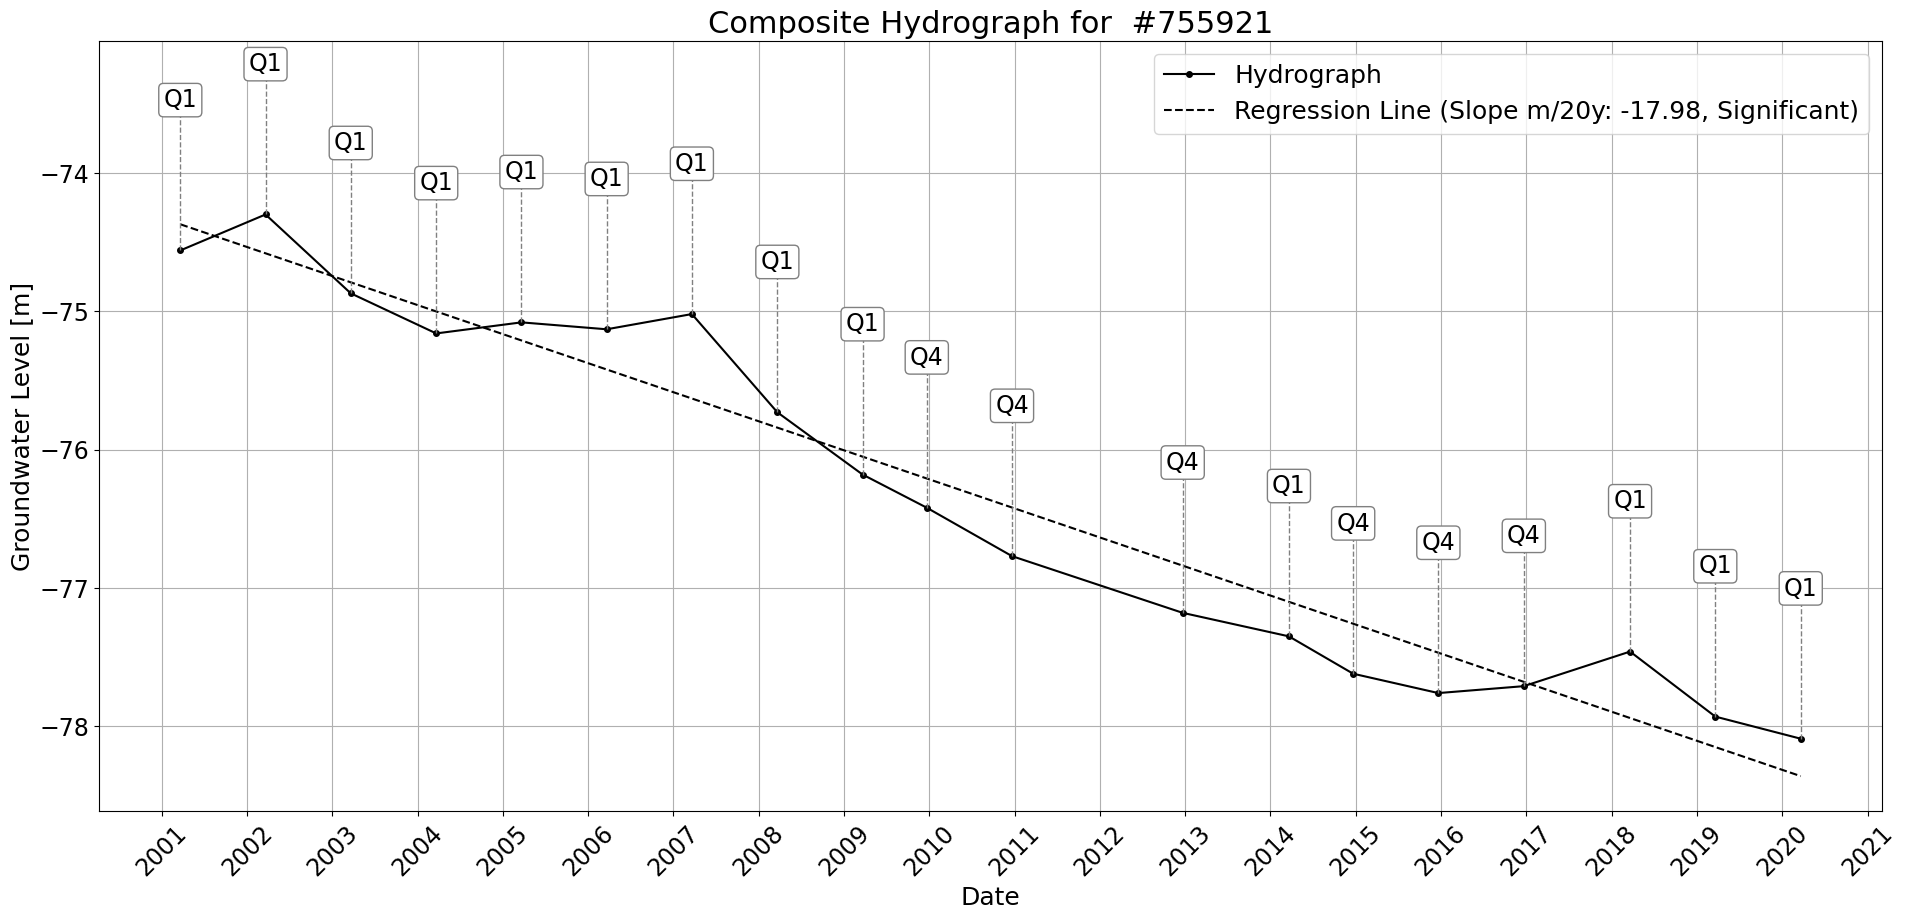 Composite Hydrograph for  #755921
Hydrograph
Regression Line (Slope m/20y: -17.98, Significant)
Q1
Q1
Q1
Q1
Q1
Q1
Q1
Q1
Q1
Q4
Q4
Q4
Q1
Q4
Q4
Q4
Q1
Q1
Q1
Groundwater Level [m]
−74
−75
−76
−77
−78
2001 2002 2003 2004 2005 2006 2007 2008 2009 2010 2011 2012 2013 2014 2015 2016 2017 2018 2019 2020 2021
Date